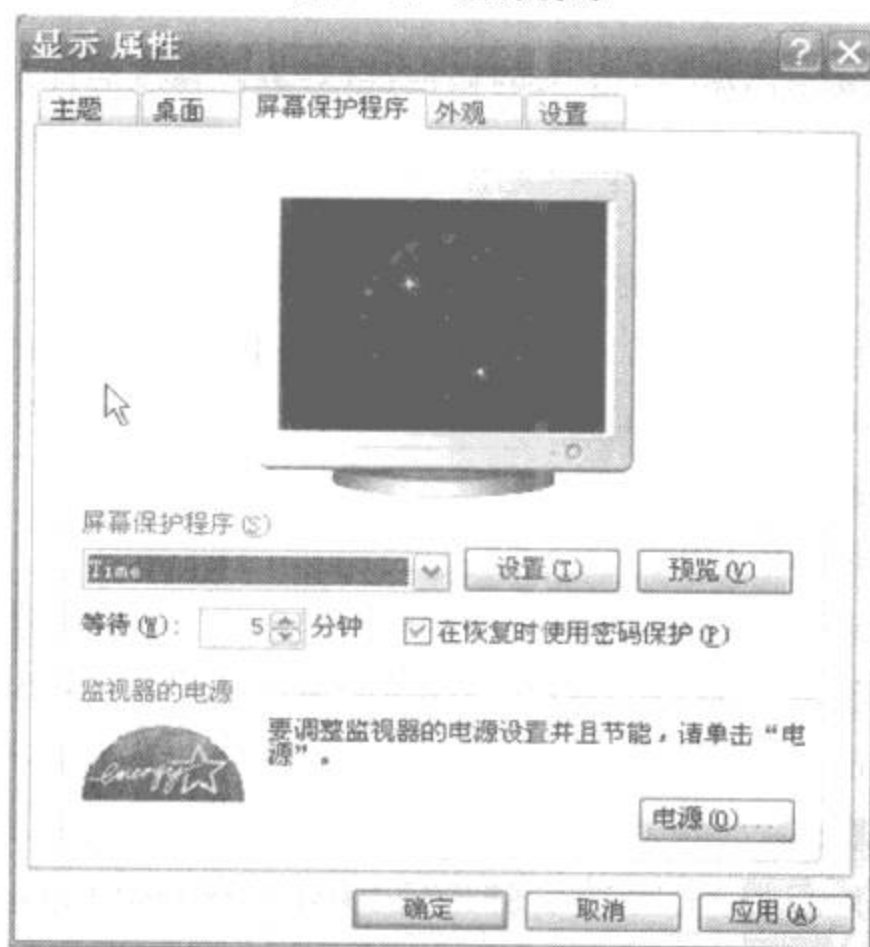 显示 属性
主题 桌面 屏幕保护程序 外观 设置
屏幕保护程序(S)
Time
设置(T) 预览(V)
等待(W): 5 分钟 在恢复时使用密码保护(P)
监视器的电源
energy
要调整监视器的电源设置并且节能，请单击“电
源”。
电源(O)...
确定 取消 应用(A)